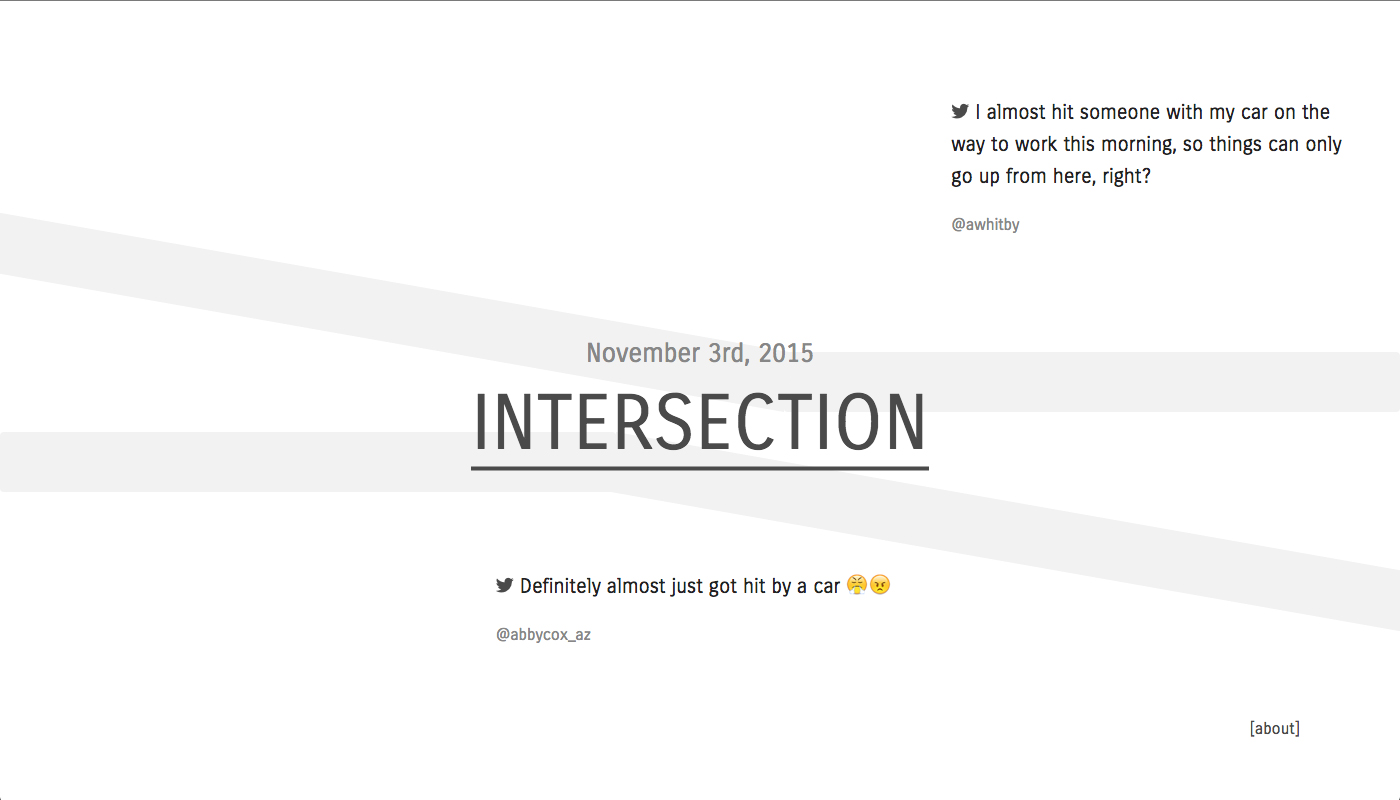 I almost hit someone with my car on the
way to work this morning, so things can only
go up from here, right?
@awhitby
November 3rd, 2015
INTERSECTION
Definitely almost just got hit by a car 😤😠
@abbycox_az
[about]